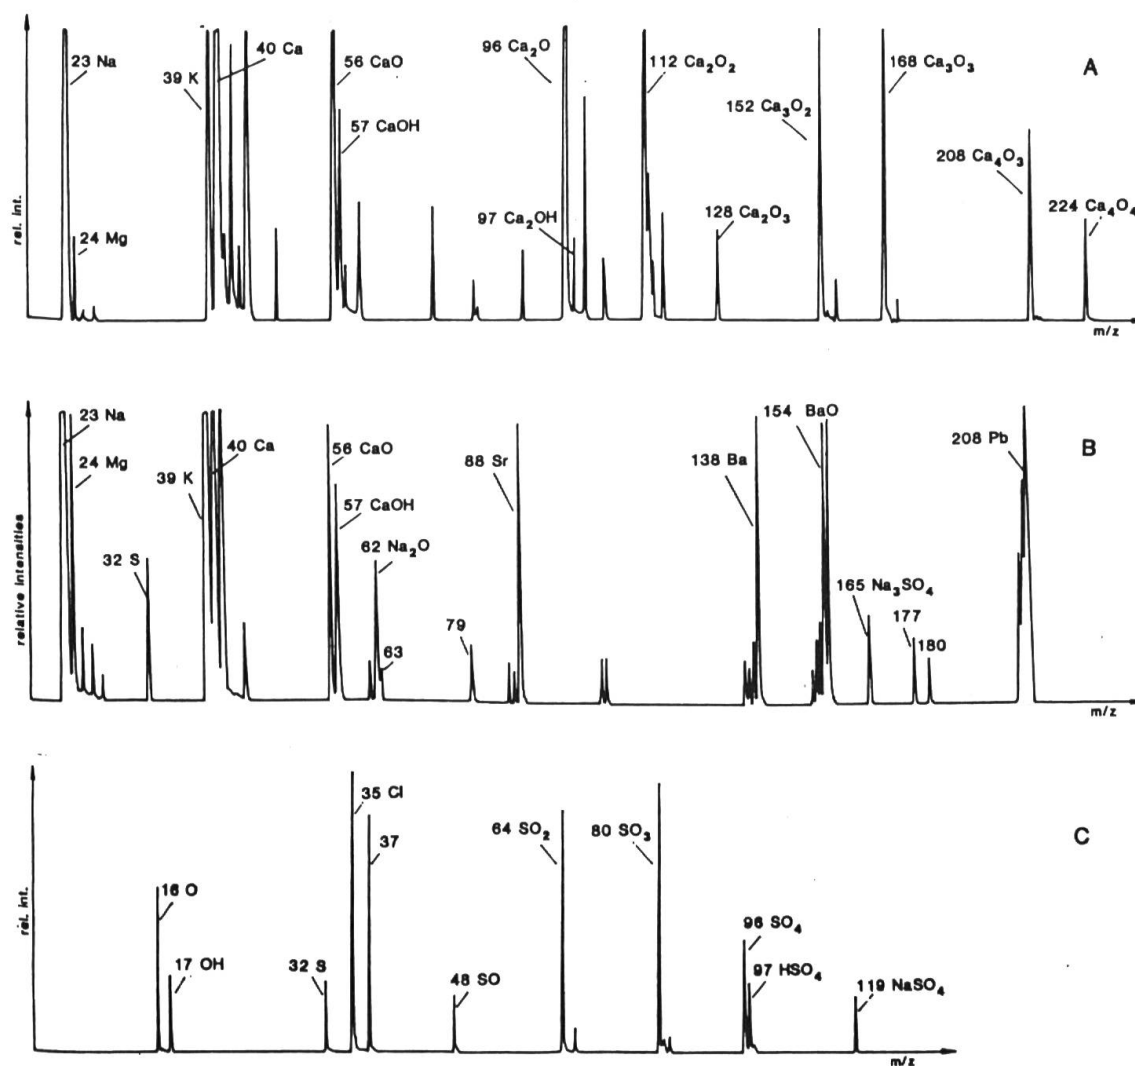 40 Ca
56 CaO
96 Ca₂O
23 Na
39 K
112 Ca₂O₂
168 Ca₃O₃
A
152 Ca₃O₂
57 CaOH
208 Ca₄O₃
rel. int.
97 Ca₂OH
128 Ca₂O₃
224 Ca₄O₄
24 Mg
m/z
23 Na
154 BaO
40 Ca
56 CaO
208 Pb
B
24 Mg
88 Sr
138 Ba
39 K
57 CaOH
relative intensities
62 Na₂O
32 S
165 Na₃SO₄
79
177
63
180
m/z
35 Cl
64 SO₂
80 SO₃
C
37
rel. int.
16 O
96 SO₄
17 OH
32 S
48 SO
97 HSO₄
119 NaSO₄
m/z